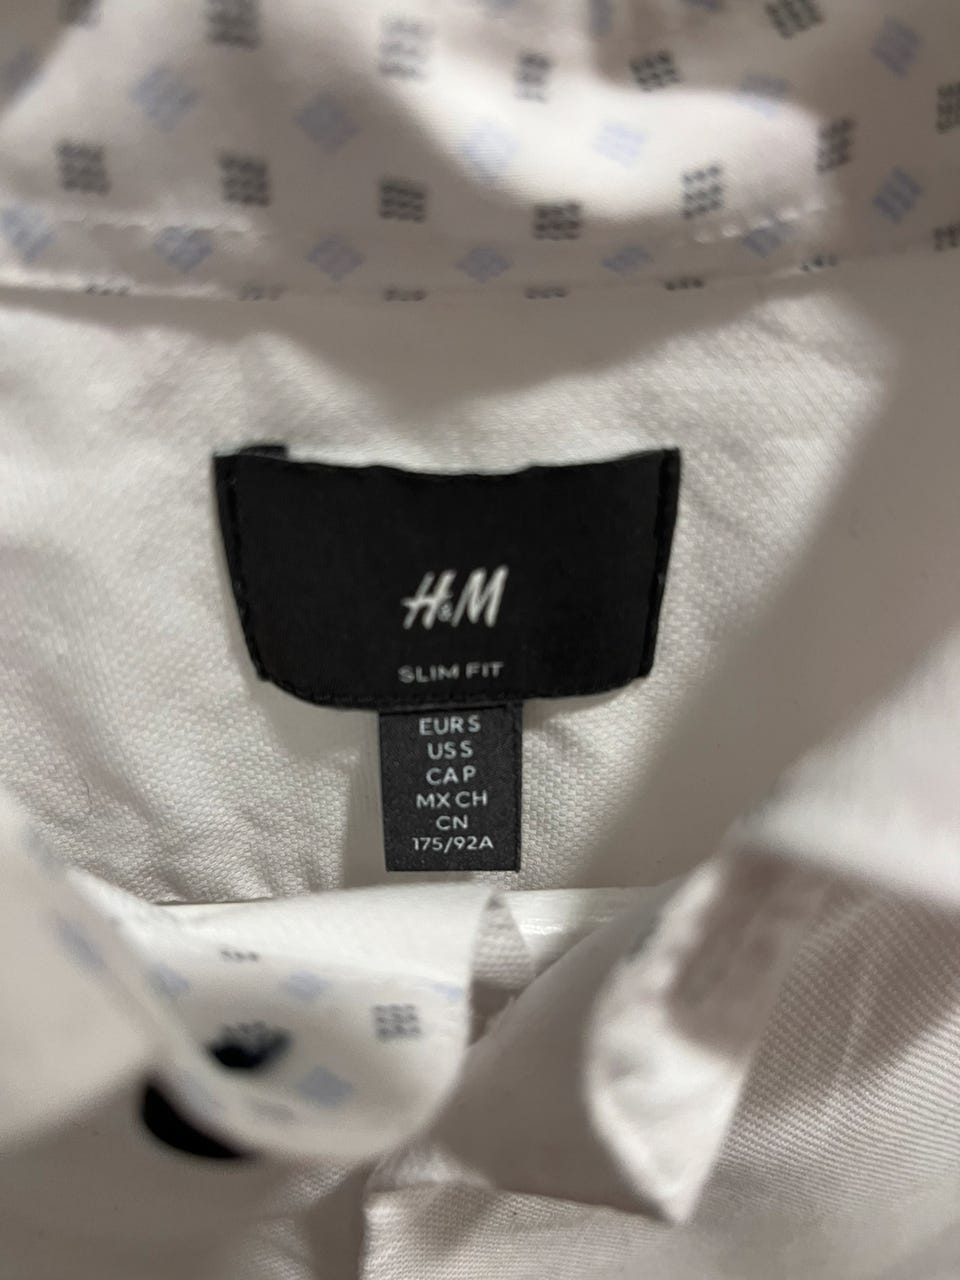 H&M
SLIM FIT
EUR S
US S
CA P
MX CH
CN
175/92A